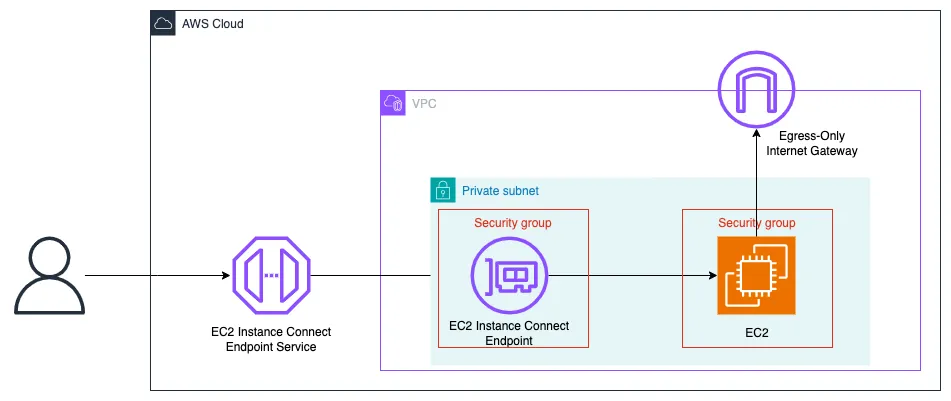 AWS Cloud
VPC
Egress-Only
Internet Gateway
Private subnet
Security group
Security group
EC2 Instance Connect
Endpoint Service
EC2 Instance Connect
Endpoint
EC2